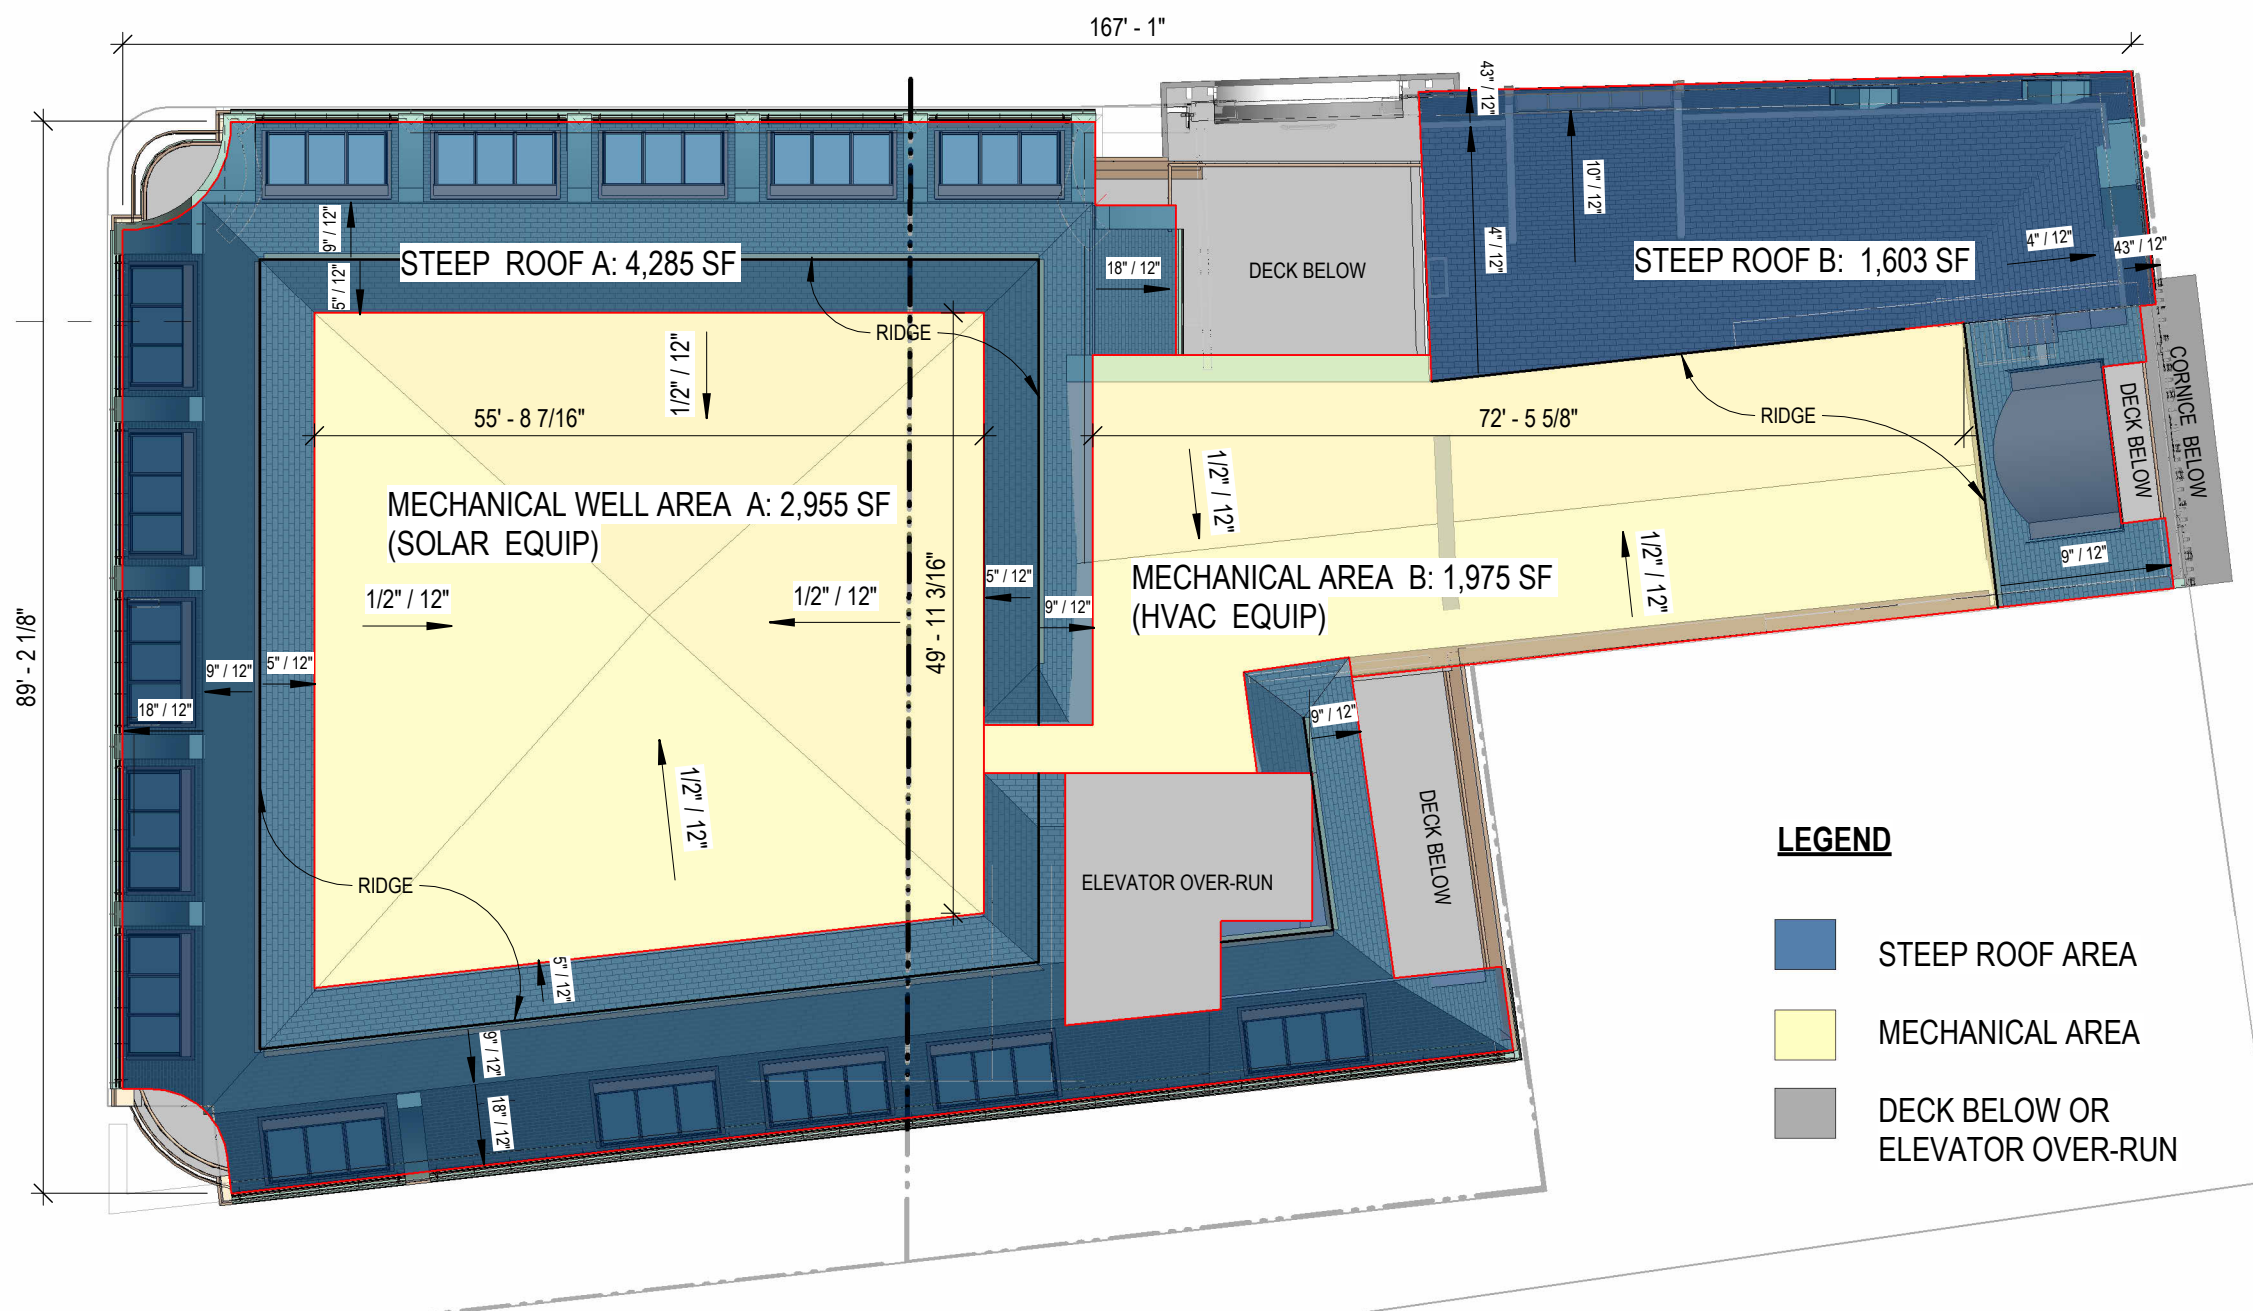 167' - 1"
43" / 12"
9" / 12"
STEEP ROOF A: 4,285 SF
5" / 12"
18" / 12"
DECK BELOW
10" / 12"
4" / 12"
STEEP ROOF B: 1,603 SF
4" / 12"
43" / 12"
RIDGE
1/2" / 12"
55' - 8 7/16"
72' - 5 5/8"
RIDGE
DECK BELOW
CORNICE BELOW
MECHANICAL WELL AREA A: 2,955 SF
(SOLAR EQUIP)
1/2" / 12"
1/2" / 12"
9" / 12"
MECHANICAL AREA B: 1,975 SF
(HVAC EQUIP)
1/2" / 12"
1/2" / 12"
49' - 11 3/16"
5" / 12"
9" / 12"
89' - 2 1/8"
9" / 12"
5" / 12"
18" / 12"
9" / 12"
1/2" / 12"
DECK BELOW
RIDGE
ELEVATOR OVER-RUN
5" / 12"
9" / 12"
18" / 12"
LEGEND
STEEP ROOF AREA
MECHANICAL AREA
DECK BELOW OR
ELEVATOR OVER-RUN